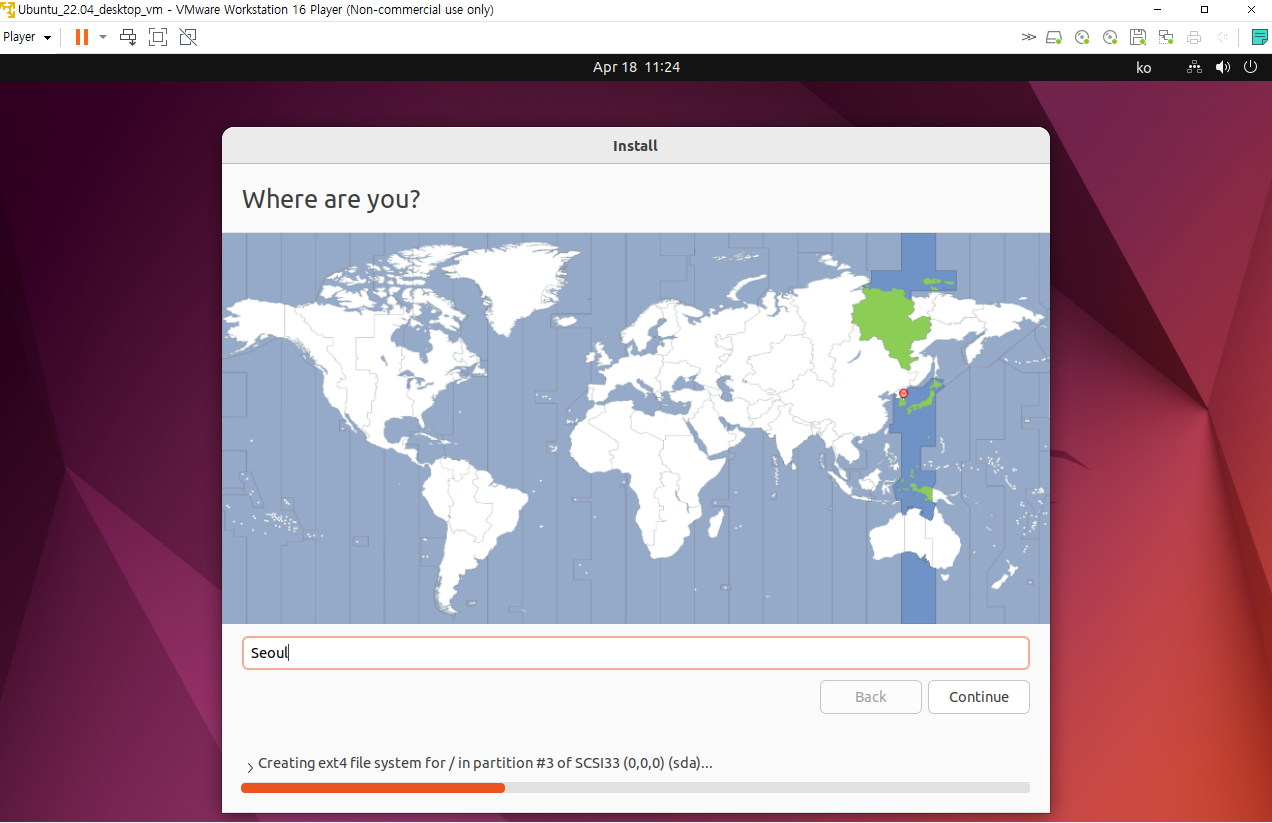 Ubuntu_22.04_desktop_vm - VMware Workstation 16 Player (Non-commercial use only)
Player
Apr 18 11:24
ko
Install
Where are you?
Seoul
Back
Continue
Creating ext4 file system for / in partition #3 of SCSI33 (0,0,0) (sda)...